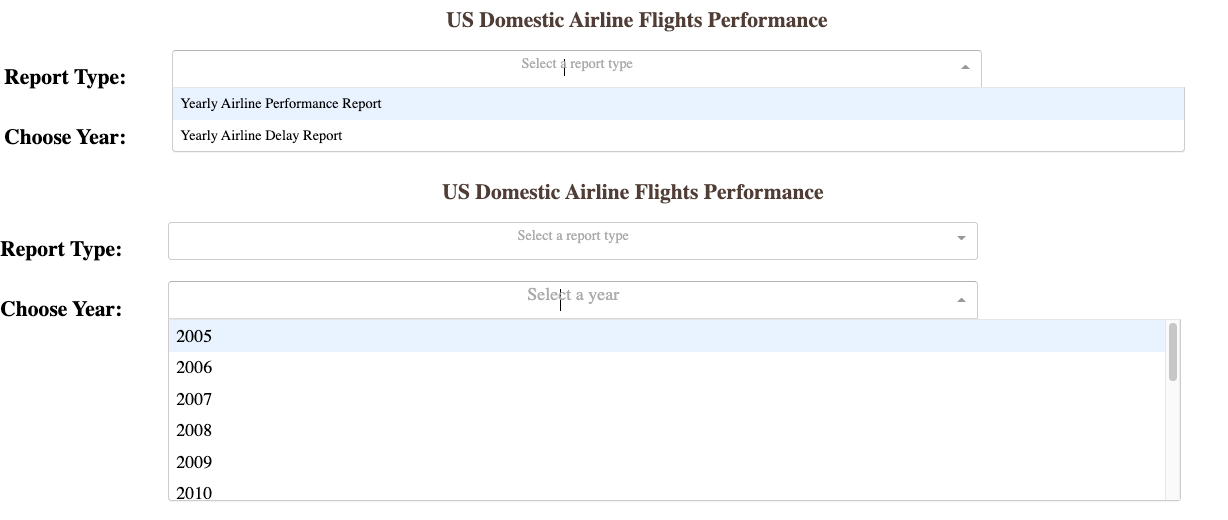 US Domestic Airline Flights Performance
Report Type:
Select a report type
Yearly Airline Performance Report
Choose Year:
Yearly Airline Delay Report
US Domestic Airline Flights Performance
Report Type:
Select a report type
Choose Year:
Select a year
2005
2006
2007
2008
2009
2010